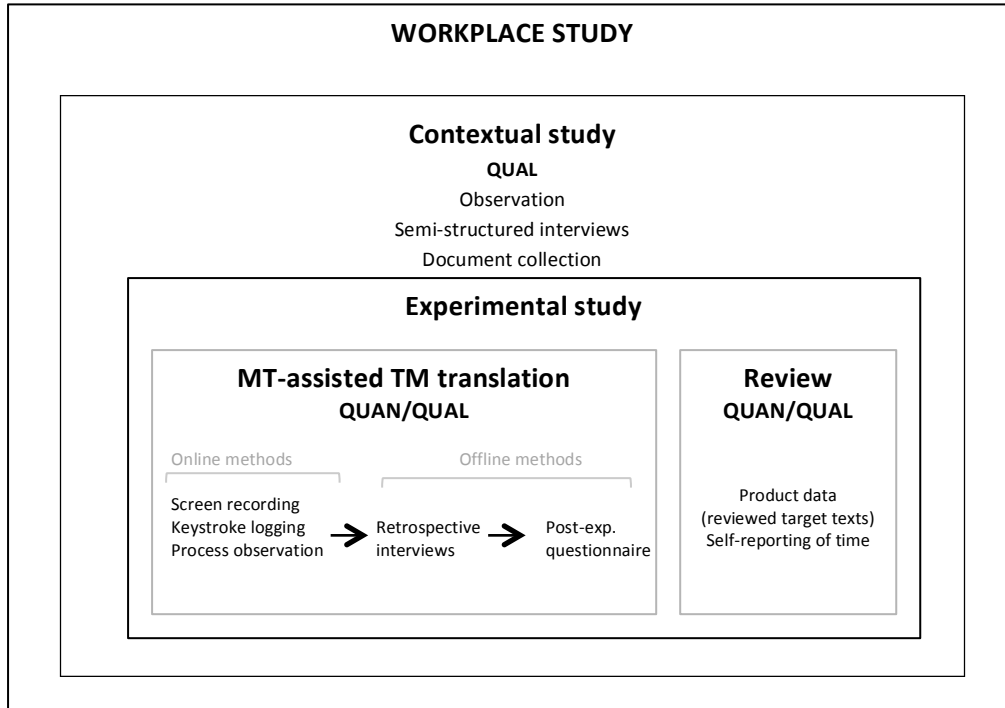 WORKPLACE STUDY
Contextual study
QUAL
Observation
Semi-structured interviews
Document collection
Experimental study
MT-assisted TM translation
QUAN/QUAL
Online methods
Offline methods
Screen recording
Keystroke logging
Process observation
Retrospective
interviews
Post-exp.
questionnaire
Review
QUAN/QUAL
Product data
(reviewed target texts)
Self-reporting of time